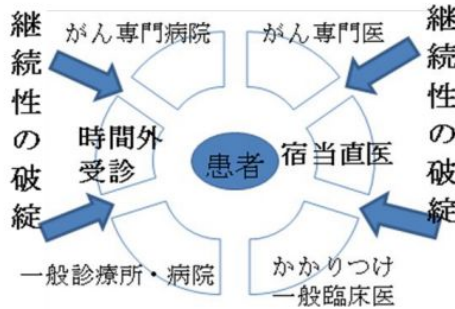 継続性の破綻
がん専門病院
がん専門医
継続性の破綻
時間外
受診
患者
宿当直医
一般診療所・病院
かかりつけ
一般臨床医